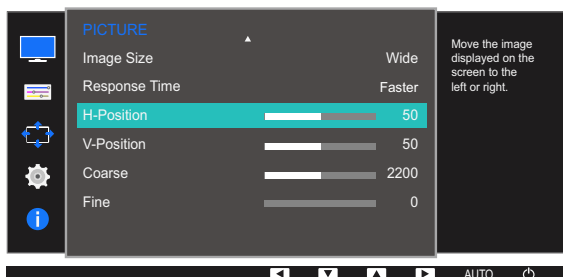 PICTURE
Image Size Wide
Response Time Faster
H-Position 50
V-Position 50
Coarse 2200
Fine 0
Move the image
displayed on the
screen to the
left or right.
AUTO